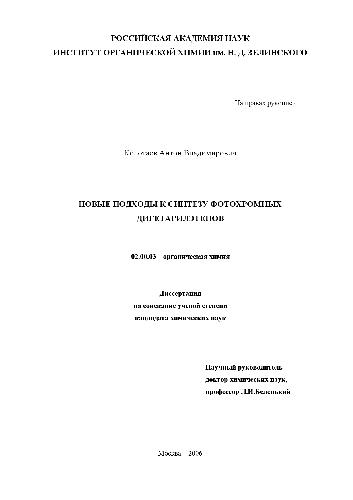 РОССИЙСКАЯ АКАДЕМИЯ НАУК
ИНСТИТУТ ОРГАНИЧЕСКОЙ ХИМИИ им. Н. Д. ЗЕЛИНСКОГО
На правах рукописи
Антон Владимирович
НОВЫЕ ПОДХОДЫ К СИНТЕЗУ ФОТОХРОМНЫХ
ДИГЕТАРИЛЭТЕНОВ
02.00.03 – органическая химия
Диссертация
на соискание ученой степени
кандидата химических наук
Научный руководитель
доктор химических наук,
профессор Л.И.Беленький
Москва – 2006